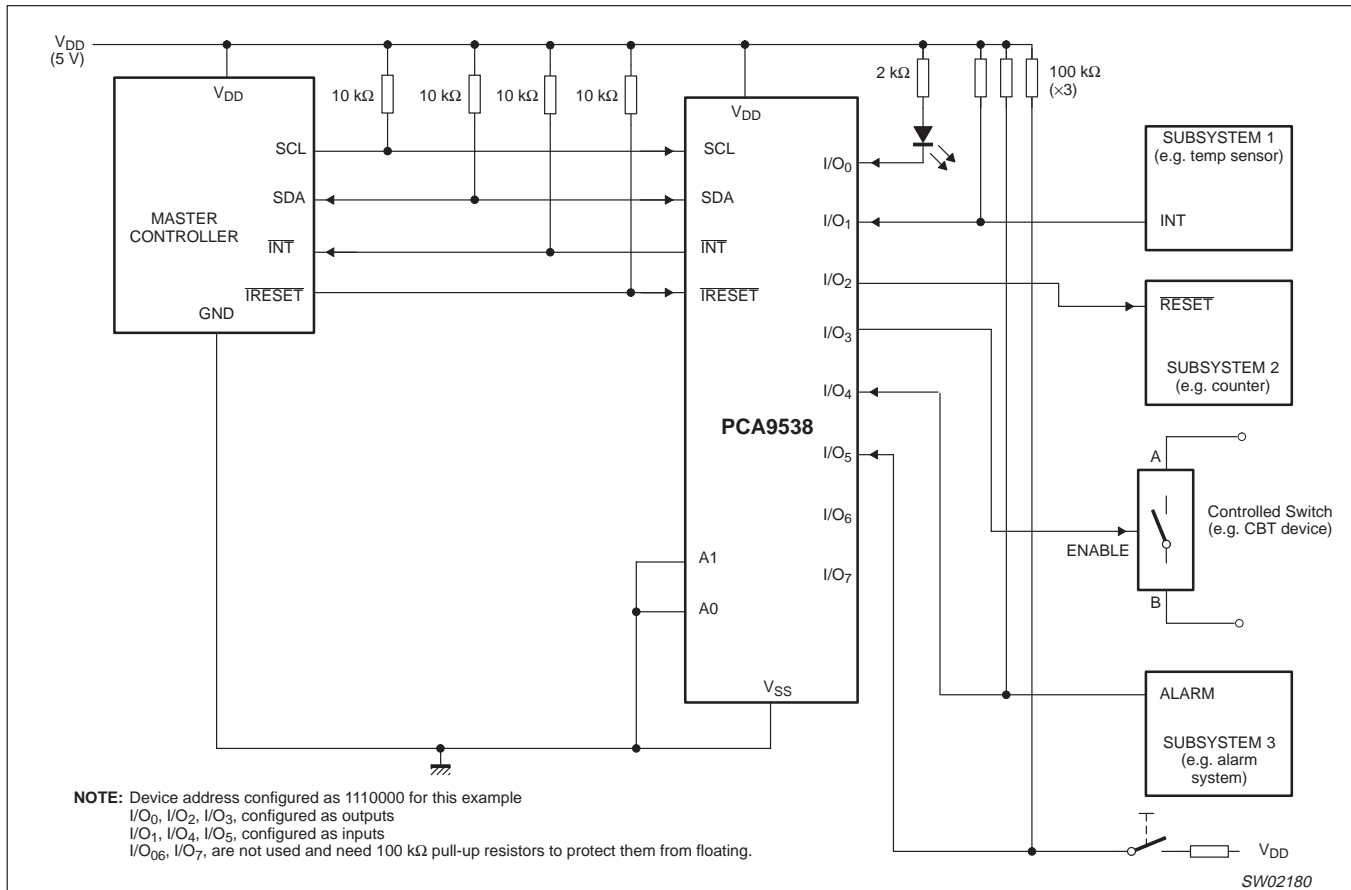 VDD
(5 V)
VDD
10 kΩ
10 kΩ
10 kΩ
10 kΩ
VDD
2 kΩ
100 kΩ
(×3)
SCL
SDA
MASTER
CONTROLLER
INT
IRESET
GND
SCL
SDA
INT
IRESET
PCA9538
A1
A0
VSS
I/O0
I/O1
I/O2
I/O3
I/O4
I/O5
I/O6
I/O7
SUBSYSTEM 1
(e.g. temp sensor)
INT
RESET
SUBSYSTEM 2
(e.g. counter)
A
Controlled Switch
(e.g. CBT device)
ENABLE
B
ALARM
SUBSYSTEM 3
(e.g. alarm
system)
VDD
NOTE: Device address configured as 1110000 for this example
I/O0, I/O2, I/O3, configured as outputs
I/O1, I/O4, I/O5, configured as inputs
I/O06, I/O7, are not used and need 100 kΩ pull-up resistors to protect them from floating.
SW02180